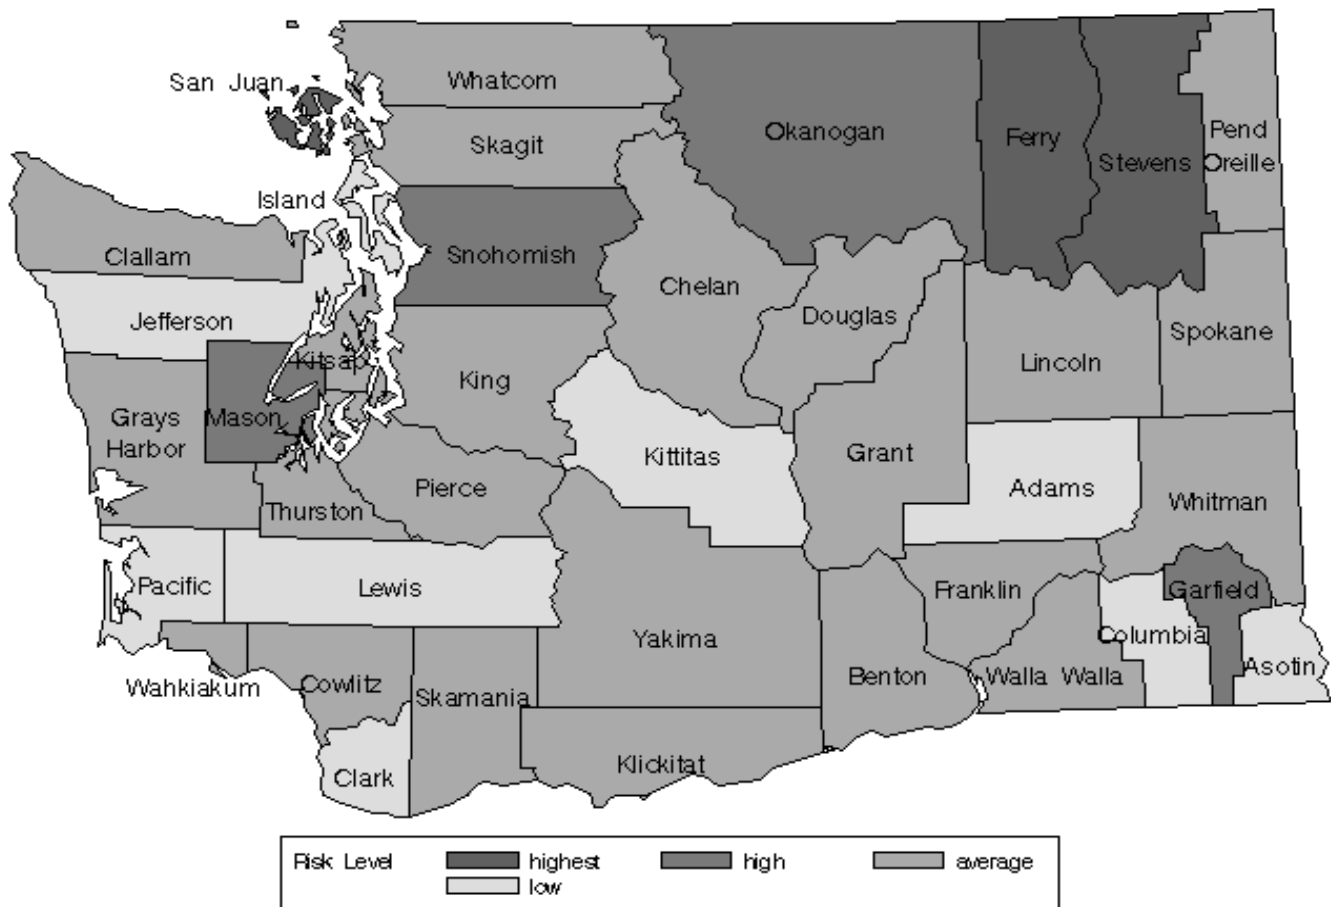 San Juan
Whatcom
Okanogan
Ferry
Stevens
Pend
Oreille
Skagit
Island
Clallam
Snohomish
Chelan
Jefferson
Douglas
Spokane
Kitsap
King
Lincoln
Grays
Harbor
Mason
Kittitas
Grant
Adams
Whitman
Thurston
Pierce
Pacific
Lewis
Franklin
Garfield
Yakima
Columbia
Asotin
Wahkiakum
Cowlitz
Skamania
Benton
Walla Walla
Clark
Klickitat
Risk Level highest high average
low